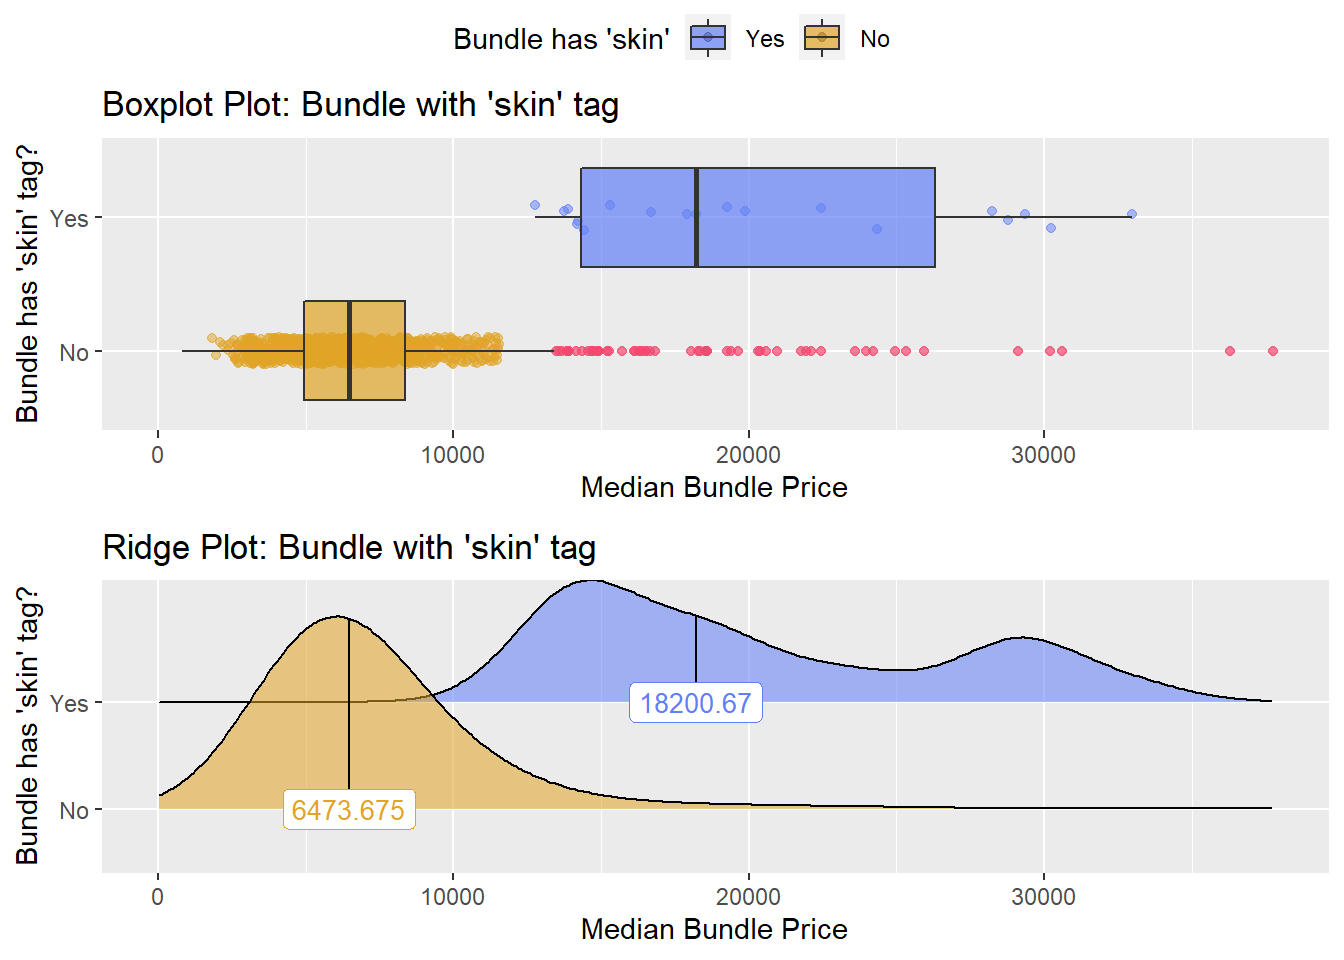 Bundle has 'skin' Yes No
Boxplot Plot: Bundle with 'skin' tag
Bundle has 'skin' tag?
Yes
No
0 10000 20000 30000
Median Bundle Price
Ridge Plot: Bundle with 'skin' tag
Bundle has 'skin' tag?
Yes
18200.67
No
6473.675
0 10000 20000 30000
Median Bundle Price